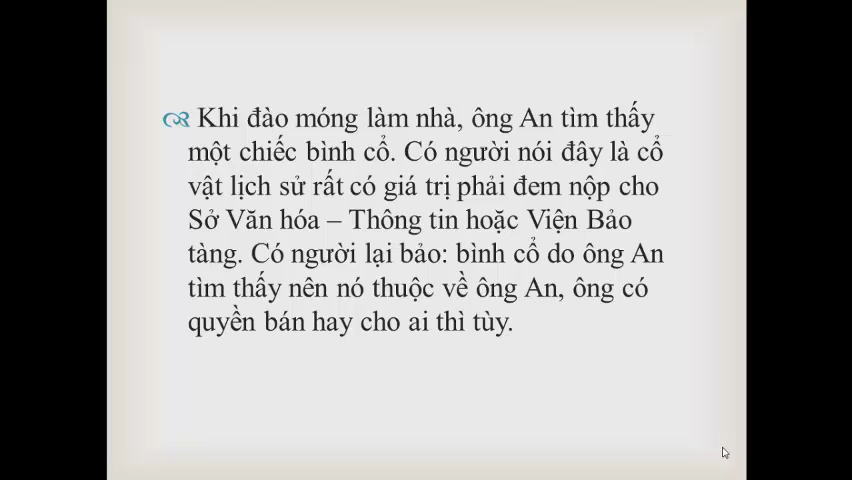 Khi đào móng làm nhà, ông An tìm thấy
một chiếc bình cổ. Có người nói đây là cổ
vật lịch sử rất có giá trị phải đem nộp cho
Sở Văn hóa – Thông tin hoặc Viện Bảo
tàng. Có người lại bảo: bình cổ do ông An
tìm thấy nên nó thuộc về ông An, ông có
quyền bán hay cho ai thì tùy.